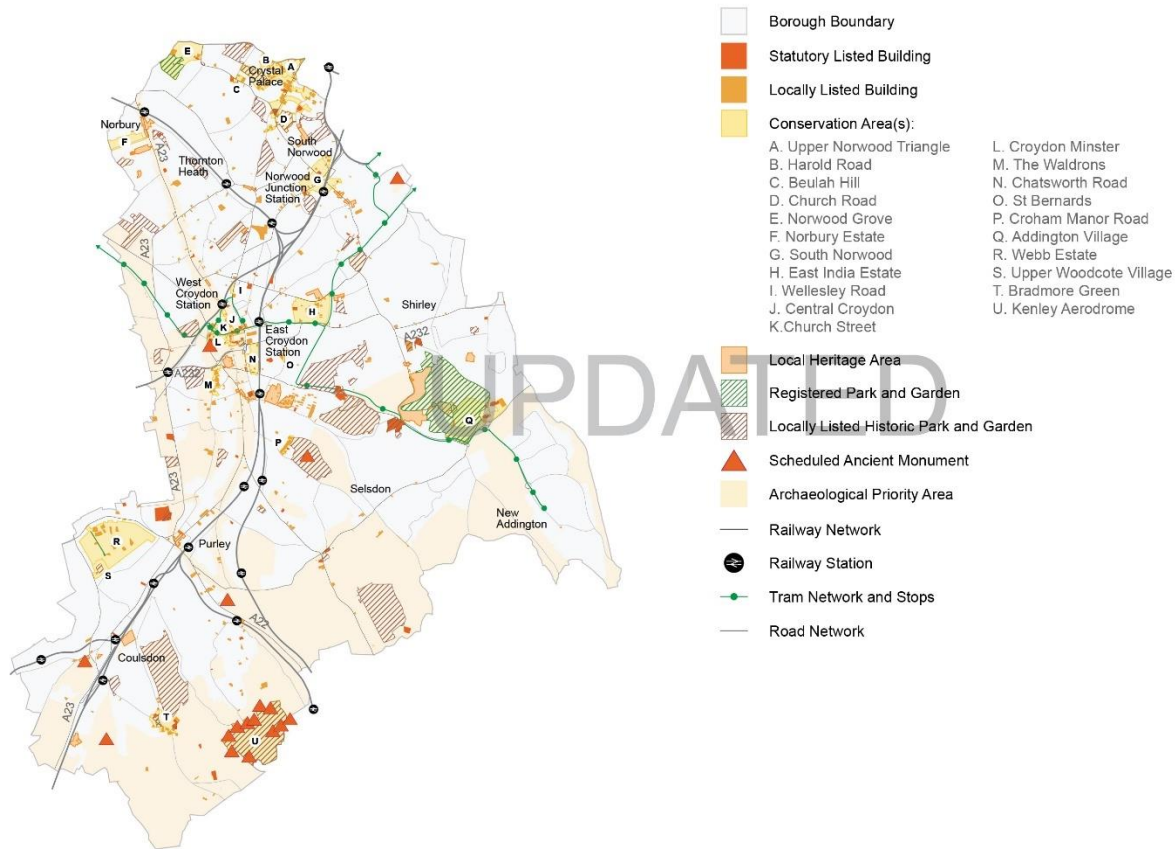 Borough Boundary
Statutory Listed Building
Locally Listed Building
Conservation Area(s):
A. Upper Norwood Triangle
B. Harold Road
C. Beulah Hill
D. Church Road
E. Norwood Grove
F. Norbury Estate
G. South Norwood
H. East India Estate
I. Wellesley Road
J. Central Croydon
K.Church Street
L. Croydon Minster
M. The Waldrons
N. Chatsworth Road
O. St Bernards
P. Croham Manor Road
Q. Addington Village
R. Webb Estate
S. Upper Woodcote Village
T. Bradmore Green
U. Kenley Aerodrome
Local Heritage Area
Registered Park and Garden
Locally Listed Historic Park and Garden
Scheduled Ancient Monument
Archaeological Priority Area
Railway Network
Railway Station
Tram Network and Stops
Road Network
UPDATED
E
B
A
Crystal
Palace
C
D
Norbury
F
A23
Thornton
Heath
South
Norwood
Norwood
Junction
Station
G
A23
West
Croydon
Station
I
J
K
L
H
Shirley
A232
East
Croydon
Station
N
O
A232
M
Q
P
A23
Selsdon
New
Addington
R
S
Purley
A22
Coulsdon
A23
T
U